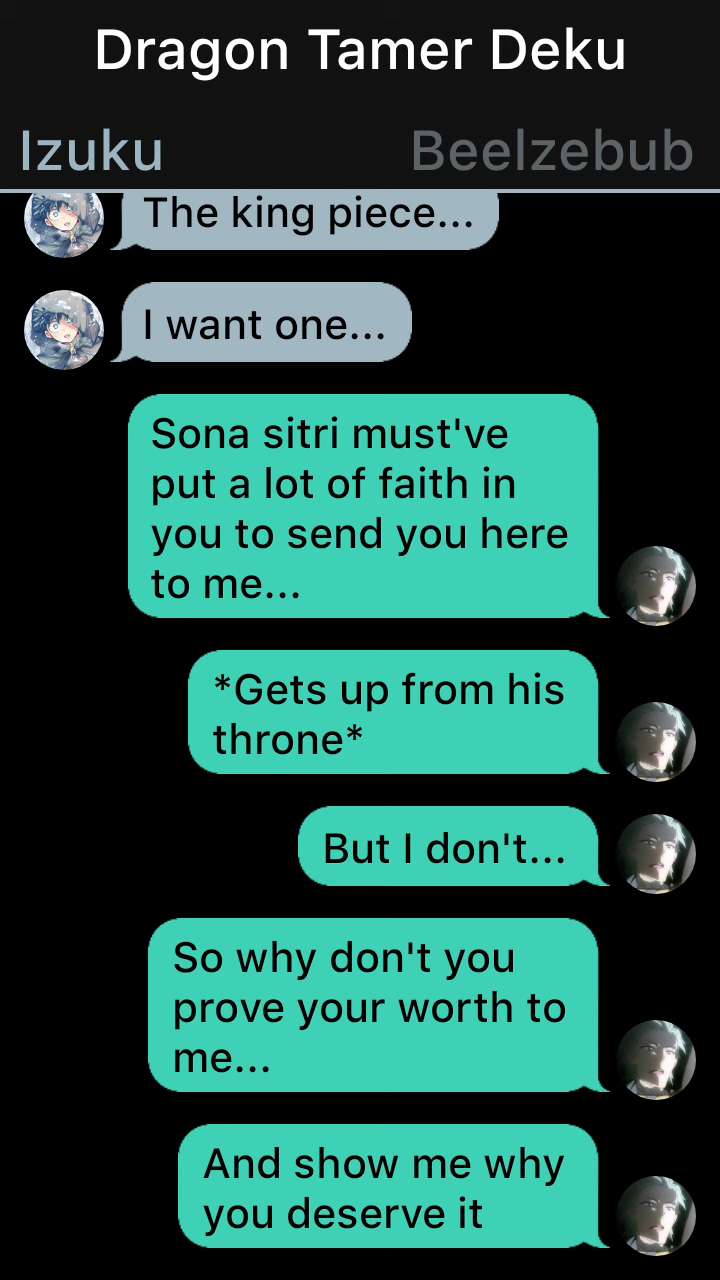 Dragon Tamer Deku
Izuku
Beelzebub
The king piece...
I want one...
Sona sitri must've
put a lot of faith in
you to send you here
to me...
*Gets up from his
throne*
But I don't...
So why don't you
prove your worth to
me...
And show me why
you deserve it